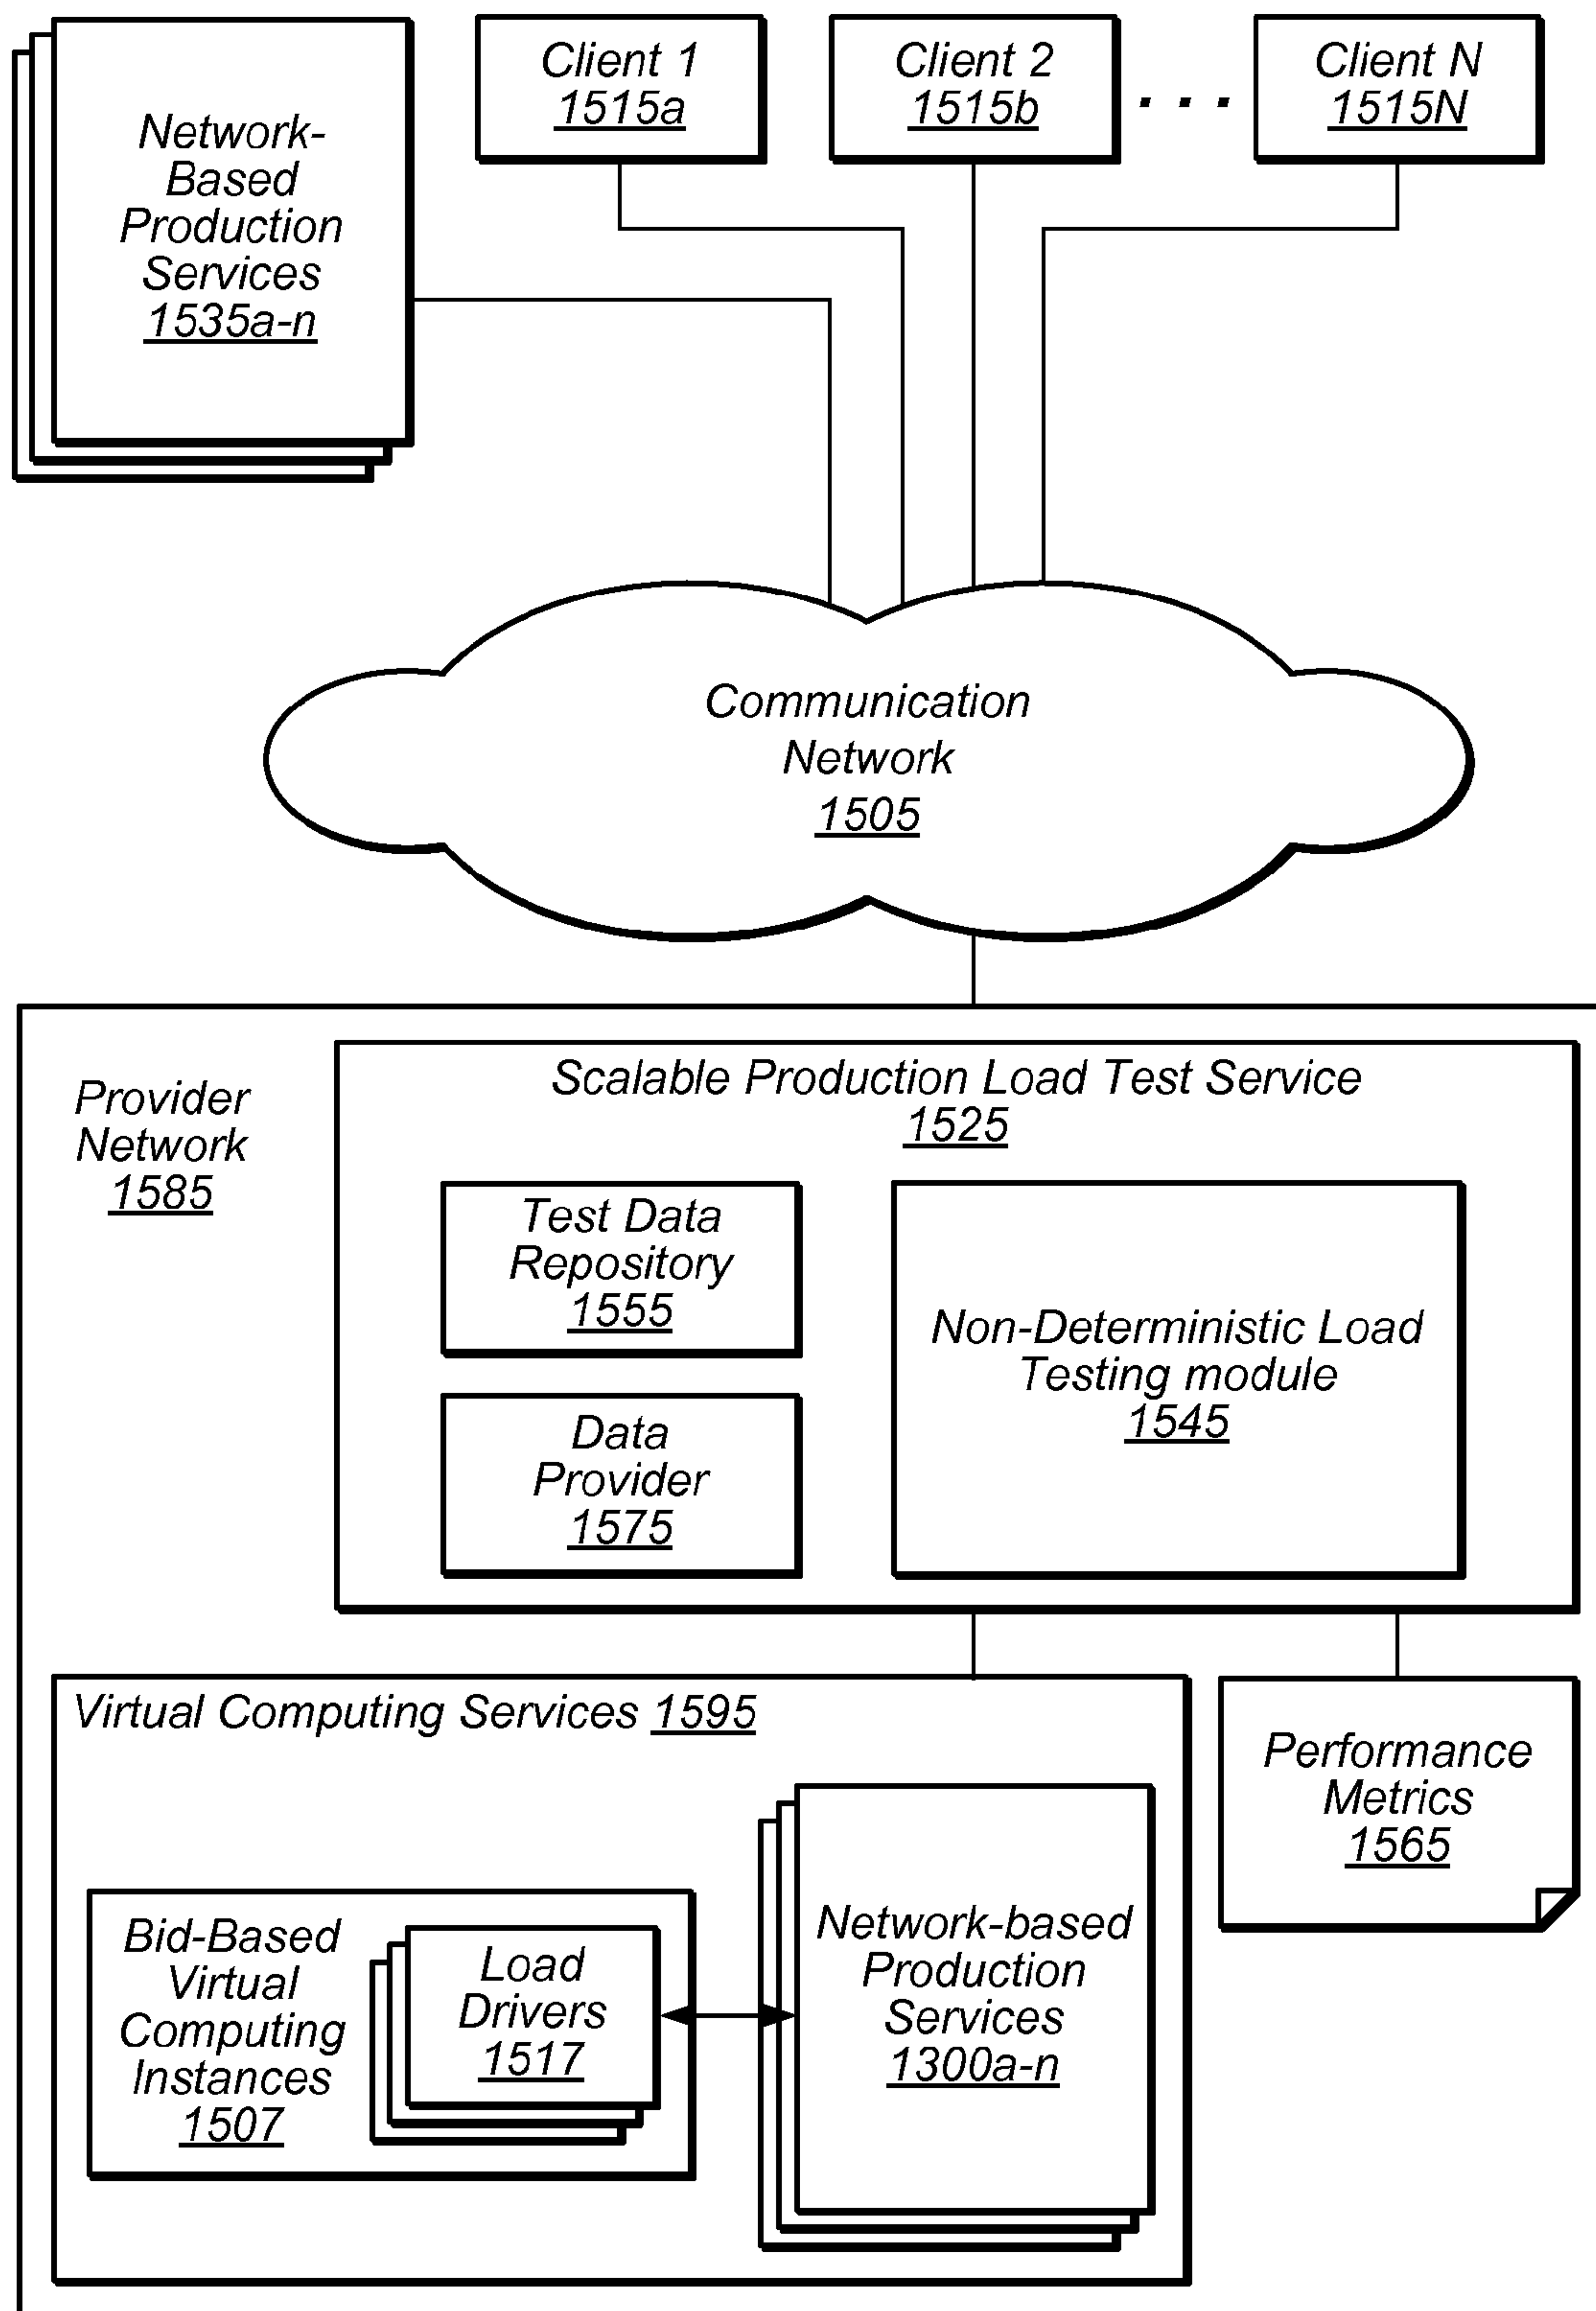 Network-
Based
Production
Services
1535a-n
Client 1
1515a
Client 2
1515b
. . .
Client N
1515N
Communication
Network
1505
Provider
Network
1585
Scalable Production Load Test Service
1525
Test Data
Repository
1555
Data
Provider
1575
Non-Deterministic Load
Testing module
1545
Virtual Computing Services 1595
Bid-Based
Virtual
Computing
Instances
1507
Load
Drivers
1517
Network-based
Production
Services
1300a-n
Performance
Metrics
1565